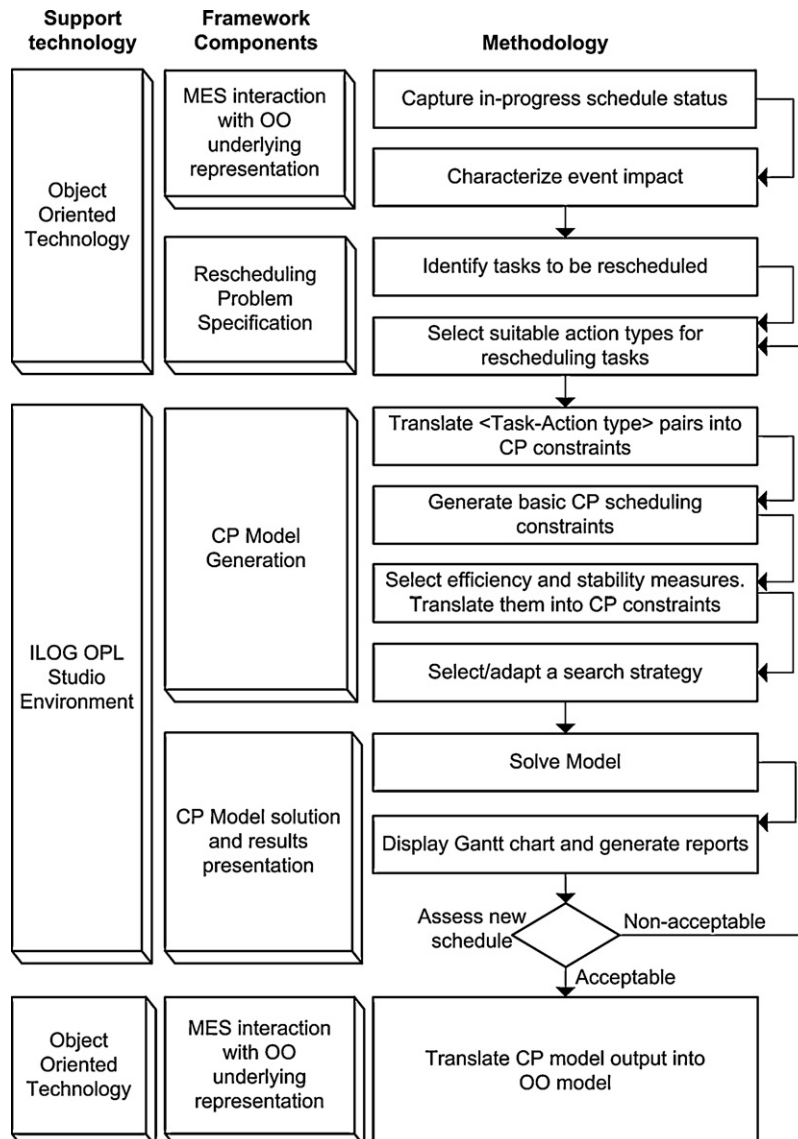 Support
technology
Framework
Components
Methodology
Object
Oriented
Technology
MES interaction
with OO
underlying
representation
Capture in-progress schedule status
Characterize event impact
Rescheduling
Problem
Specification
Identify tasks to be rescheduled
Select suitable action types for
rescheduling tasks
ILOG OPL
Studio
Environment
CP Model
Generation
Translate <Task-Action type> pairs into
CP constraints
Generate basic CP scheduling
constraints
Select efficiency and stability measures.
Translate them into CP constraints
Select/adapt a search strategy
CP Model solution
and results
presentation
Solve Model
Display Gantt chart and generate reports
Assess new
schedule
Non-acceptable
Acceptable
Object
Oriented
Technology
MES interaction
with OO
underlying
representation
Translate CP model output into
OO model